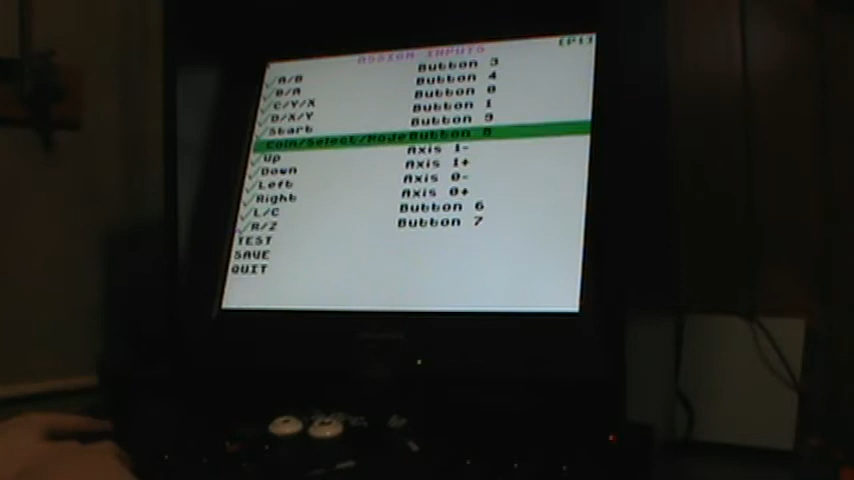 ASSIGN INPUTS [P1]
A/B Button 3
B/A Button 4
C/Y/X Button 0
D/X/Y Button 1
Start Button 9
Coin/Select/Mode Button 8
Up Axis 1-
Down Axis 1+
Left Axis 0-
Right Axis 0+
L/C Button 6
R/Z Button 7
TEST
SAVE
QUIT